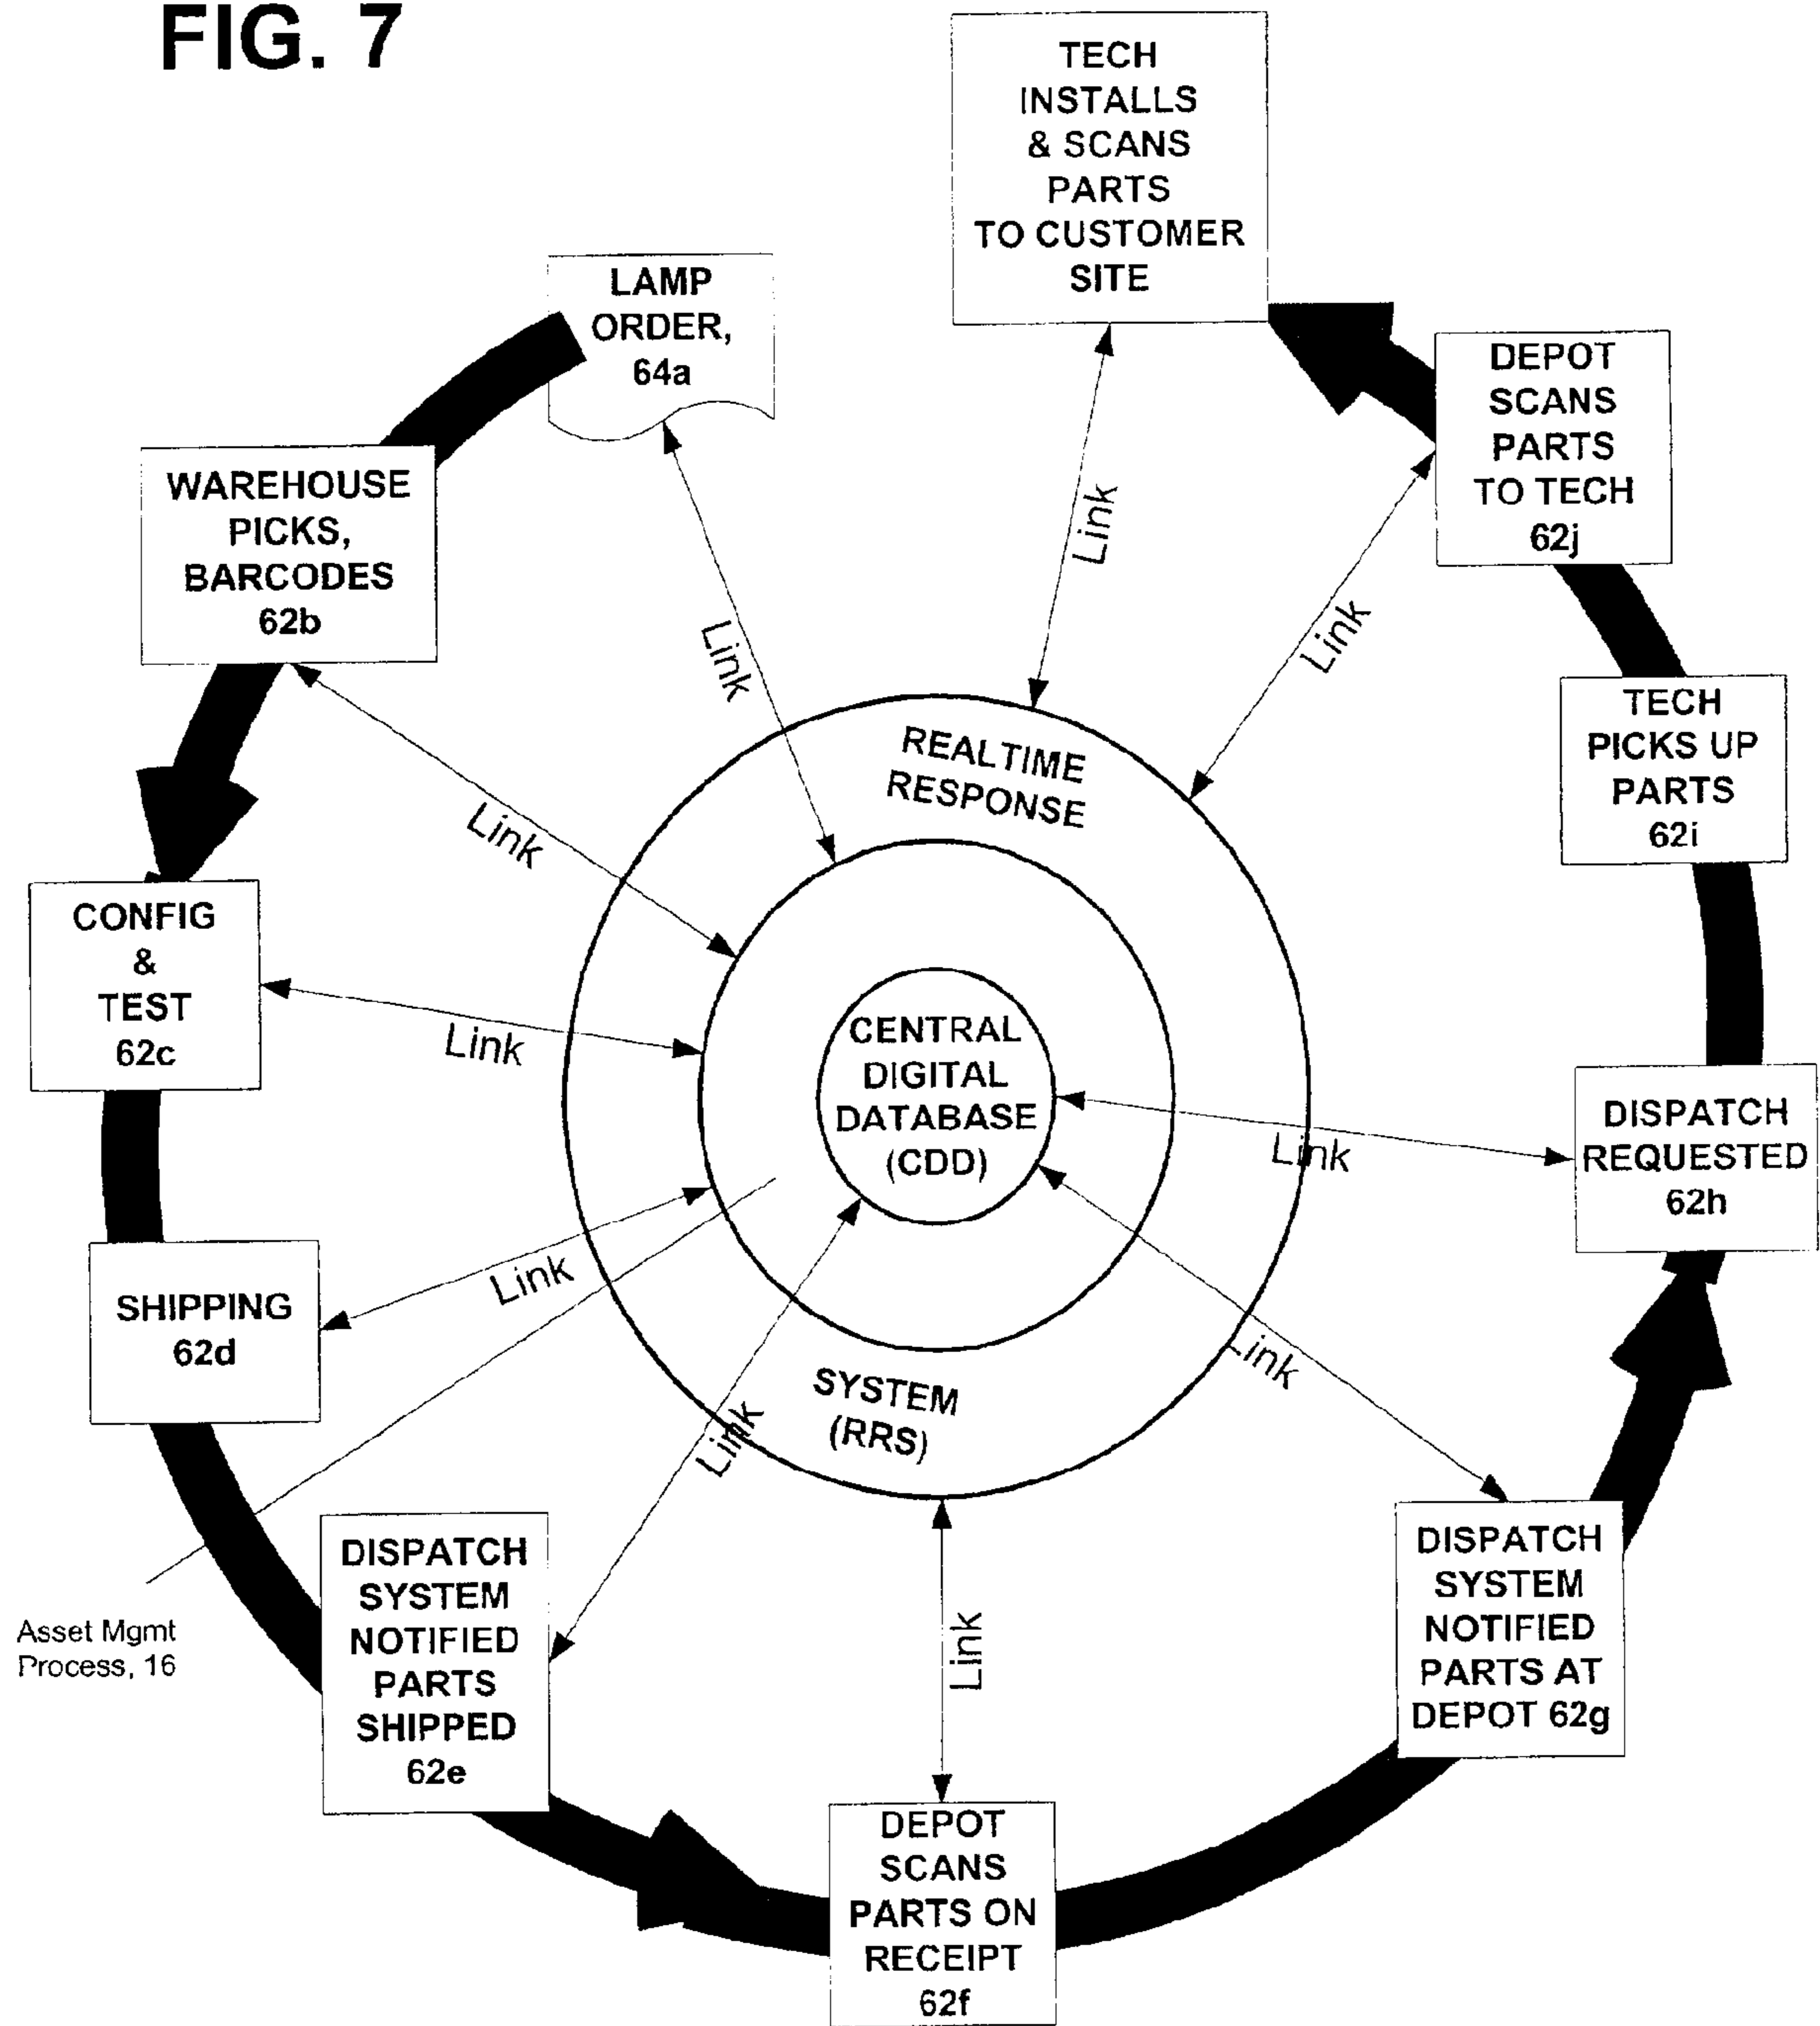 FIG. 7
TECH
INSTALLS
& SCANS
PARTS
TO CUSTOMER
SITE
LAMP
ORDER,
64a
DEPOT
SCANS
PARTS
TO TECH
62j
WAREHOUSE
PICKS,
BARCODES
62b
Link
Link
Link
TECH
PICKS UP
PARTS
62i
REALTIME
RESPONSE
Link
CONFIG
&
TEST
62c
Link
CENTRAL
DIGITAL
DATABASE
(CDD)
Link
DISPATCH
REQUESTED
62h
SHIPPING
62d
Link
Link
SYSTEM
(RRS)
Link
DISPATCH
SYSTEM
NOTIFIED
PARTS
SHIPPED
62e
Asset Mgmt
Process, 16
Link
DISPATCH
SYSTEM
NOTIFIED
PARTS AT
DEPOT 62g
DEPOT
SCANS
PARTS ON
RECEIPT
62f